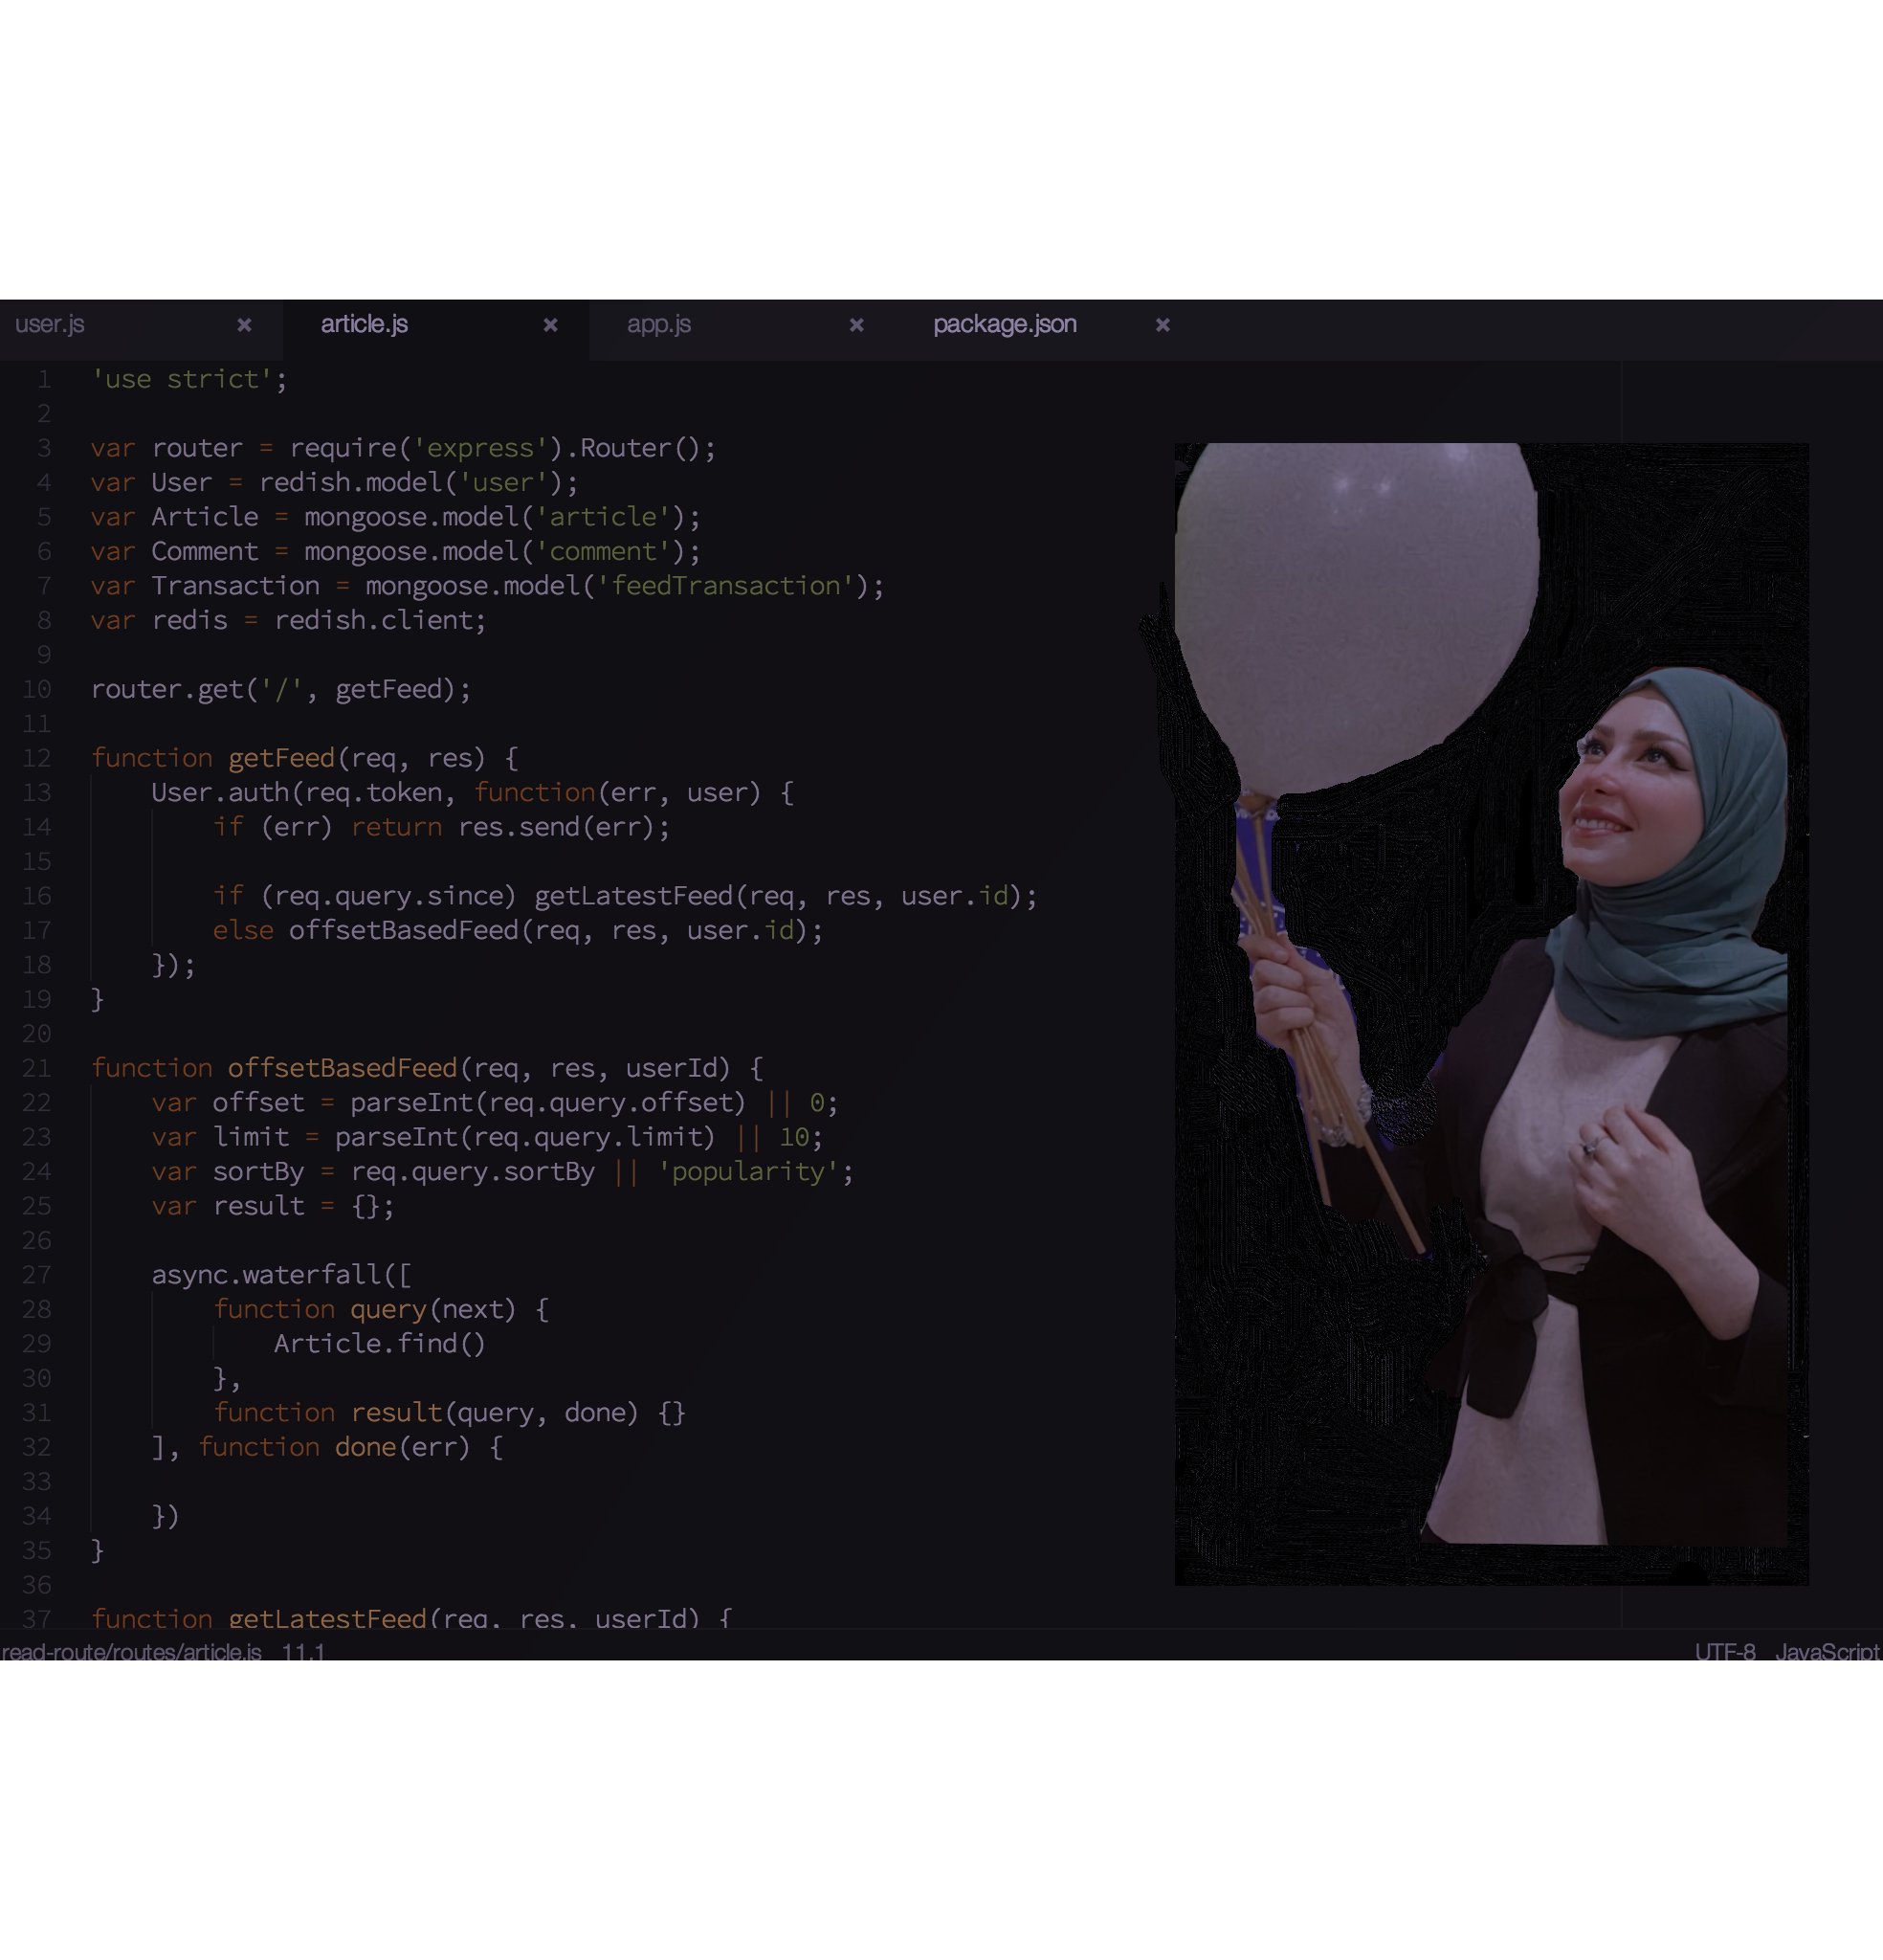 user.js × article.js × app.js × package.json ×
1 'use strict';
2
3 var router = require('express').Router();
4 var User = redish.model('user');
5 var Article = mongoose.model('article');
6 var Comment = mongoose.model('comment');
7 var Transaction = mongoose.model('feedTransaction');
8 var redis = redish.client;
9
10 router.get('/', getFeed);
11
12 function getFeed(req, res) {
13     User.auth(req.token, function(err, user) {
14         if (err) return res.send(err);
15
16         if (req.query.since) getLatestFeed(req, res, user.id);
17         else offsetBasedFeed(req, res, user.id);
18     });
19 }
20
21 function offsetBasedFeed(req, res, userId) {
22     var offset = parseInt(req.query.offset) || 0;
23     var limit = parseInt(req.query.limit) || 10;
24     var sortBy = req.query.sortBy || 'popularity';
25     var result = {};
26
27     async.waterfall([
28         function query(next) {
29             Article.find()
30         },
31         function result(query, done) {}
32     ], function done(err) {
33
34     })
35 }
36
37 function getLatestFeed(req, res, userId) {
read-route/routes/article.js 11,1 UTF-8 JavaScript